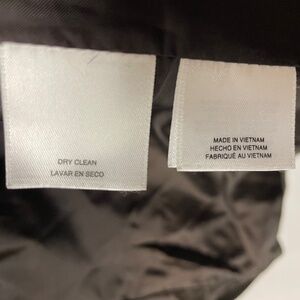 DRY CLEAN
LAVAR EN SECO
MADE IN VIETNAM
HECHO EN VIETNAM
FABRIQUÉ AU VIETNAM